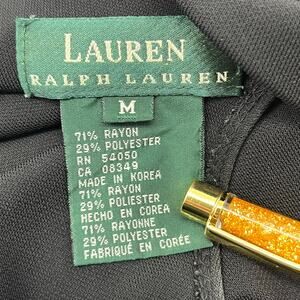 LAUREN
RALPH LAUREN
M
71% RAYON
29% POLYESTER
RN 54050
CA 08349
MADE IN KOREA
71% RAYON
29% POLIESTER
HECHO EN COREA
71% RAYONNE
29% POLYESTER
FABRIQUÉ EN CORÉE